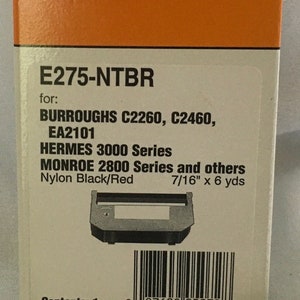 E275-NTBR
for:
BURROUGHS C2260, C2460,
EA2101
HERMES 3000 Series
MONROE 2800 Series and others
Nylon Black/Red 7/16" x 6 yds